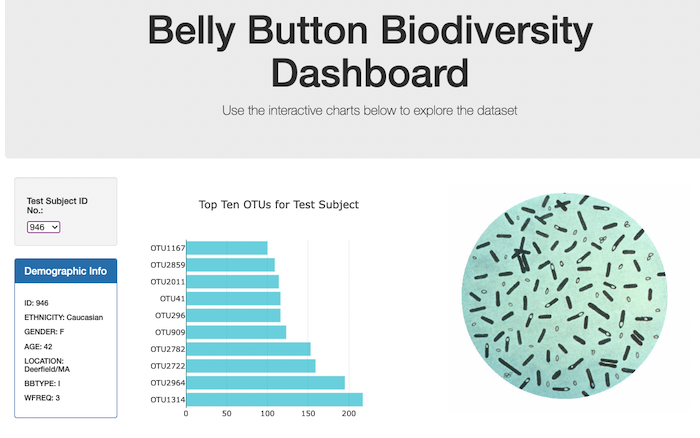 Belly Button Biodiversity
Dashboard
Use the interactive charts below to explore the dataset
Test Subject ID
No.:
946
Demographic Info
ID: 946
ETHNICITY: Caucasian
GENDER: F
AGE: 42
LOCATION:
Deerfield/MA
BBTYPE: I
WFREQ: 3
Top Ten OTUs for Test Subject
OTU1167
OTU2859
OTU2011
OTU41
OTU296
OTU909
OTU2782
OTU2722
OTU2964
OTU1314
0 50 100 150 200